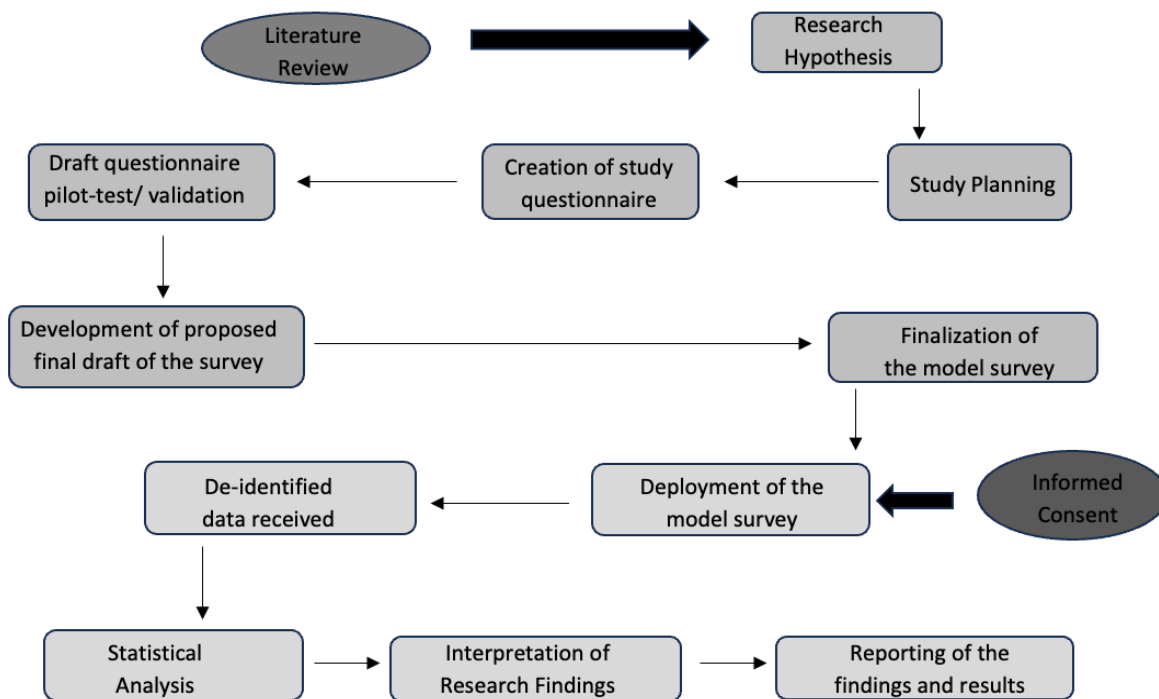 Literature
Review
Research
Hypothesis
Study Planning
Creation of study
questionnaire
Draft questionnaire
pilot-test/ validation
Development of proposed
final draft of the survey
Finalization of
the model survey
Informed
Consent
Deployment of the
model survey
De-identified
data received
Statistical
Analysis
Interpretation of
Research Findings
Reporting of the
findings and results